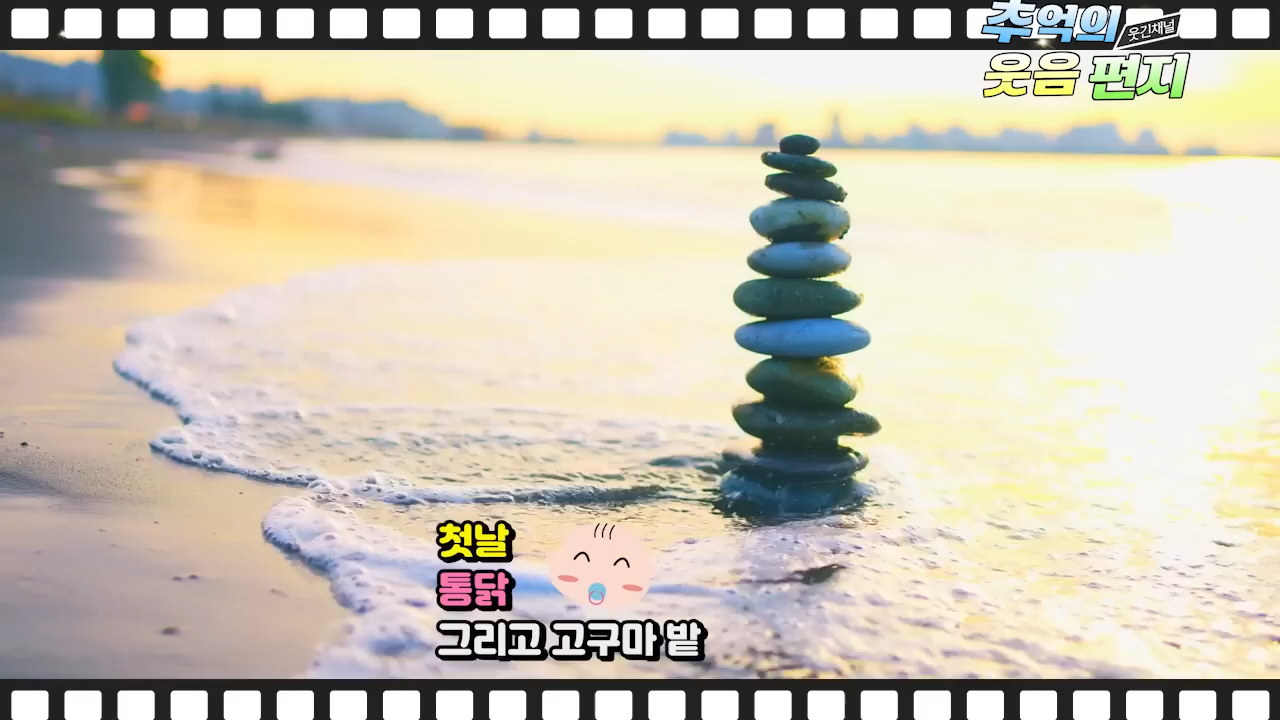 추억의
웃긴채널
웃음 편지
첫날
통닭
그리고 고구마 밭